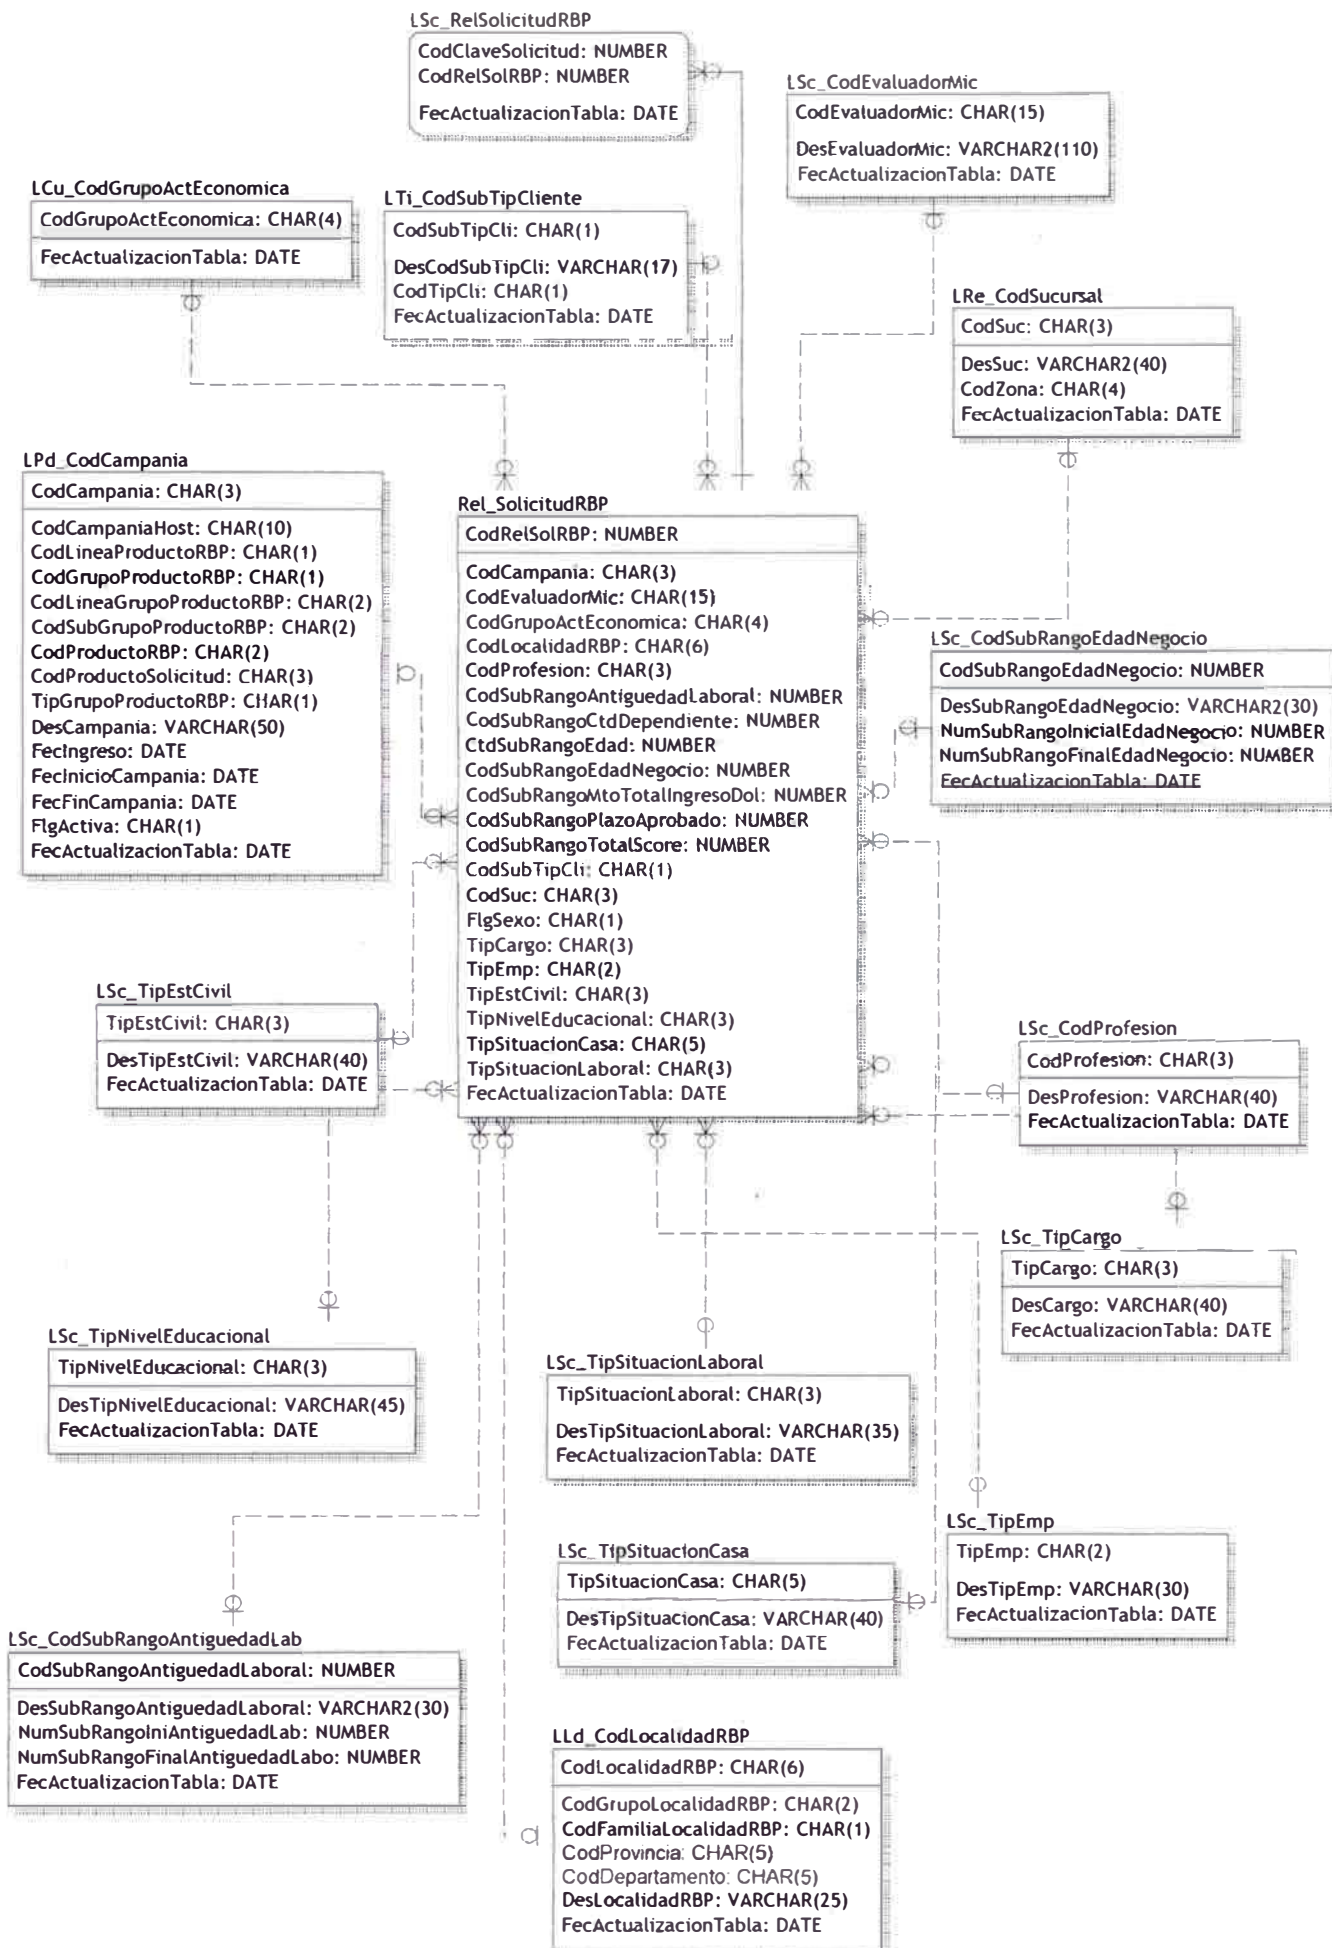 LSc_RelSolicitudRBP
CodClaveSolicitud: NUMBER
CodRelSolRBP: NUMBER
FecActualizacionTabla: DATE
LSc_CodEvaluadorMic
CodEvaluadorMic: CHAR(15)
DesEvaluadorMic: VARCHAR2(110)
FecActualizacionTabla: DATE
LCu_CodGrupoActEconomica
CodGrupoActEconomica: CHAR(4)
FecActualizacionTabla: DATE
LTi_CodSubTipCliente
CodSubTipCli: CHAR(1)
DesCodSubTipCli: VARCHAR(17)
CodTipCli: CHAR(1)
FecActualizacionTabla: DATE
LRe_CodSucursal
CodSuc: CHAR(3)
DesSuc: VARCHAR2(40)
CodZona: CHAR(4)
FecActualizacionTabla: DATE
LPd_CodCampania
CodCampania: CHAR(3)
CodCampaniaHost: CHAR(10)
CodLineaProductoRBP: CHAR(1)
CodGrupoProductoRBP: CHAR(1)
CodLineaGrupoProductoRBP: CHAR(2)
CodSubGrupoProductoRBP: CHAR(2)
CodProductoRBP: CHAR(2)
CodProductoSolicitud: CHAR(3)
TipGrupoProductoRBP: CHAR(1)
DesCampania: VARCHAR(50)
FecIngreso: DATE
FecInicioCampania: DATE
FecFinCampania: DATE
FlgActiva: CHAR(1)
FecActualizacionTabla: DATE
Rel_SolicitudRBP
CodRelSolRBP: NUMBER
CodCampania: CHAR(3)
CodEvaluadorMic: CHAR(15)
CodGrupoActEconomica: CHAR(4)
CodLocalidadRBP: CHAR(6)
CodProfesion: CHAR(3)
CodSubRangoAntiguedadLaboral: NUMBER
CodSubRangoCtdDependiente: NUMBER
CtdSubRangoEdad: NUMBER
CodSubRangoEdadNegocio: NUMBER
CodSubRangoMtoTotalIngresoDol: NUMBER
CodSubRangoPlazoAprobado: NUMBER
CodSubRangoTotalScore: NUMBER
CodSubTipCli: CHAR(1)
CodSuc: CHAR(3)
FlgSexo: CHAR(1)
TipCargo: CHAR(3)
TipEmp: CHAR(2)
TipEstCivil: CHAR(3)
TipNivelEducacional: CHAR(3)
TipSituacionCasa: CHAR(5)
TipSituacionLaboral: CHAR(3)
FecActualizacionTabla: DATE
LSc_CodSubRangoEdadNegocio
CodSubRangoEdadNegocio: NUMBER
DesSubRangoEdadNegocio: VARCHAR2(30)
NumSubRangoInicialEdadNegocio: NUMBER
NumSubRangoFinalEdadNegocio: NUMBER
FecActualizacionTabla: DATE
LSc_TipEstCivil
TipEstCivil: CHAR(3)
DesTipEstCivil: VARCHAR(40)
FecActualizacionTabla: DATE
LSc_CodProfesion
CodProfesion: CHAR(3)
DesProfesion: VARCHAR(40)
FecActualizacionTabla: DATE
LSc_TipCargo
TipCargo: CHAR(3)
DesCargo: VARCHAR(40)
FecActualizacionTabla: DATE
LSc_TipNivelEducacional
TipNivelEducacional: CHAR(3)
DesTipNivelEducacional: VARCHAR(45)
FecActualizacionTabla: DATE
LSc_TipSituacionLaboral
TipSituacionLaboral: CHAR(3)
DesTipSituacionLaboral: VARCHAR(35)
FecActualizacionTabla: DATE
LSc_TipEmp
TipEmp: CHAR(2)
DesTipEmp: VARCHAR(30)
FecActualizacionTabla: DATE
LSc_TipSituacionCasa
TipSituacionCasa: CHAR(5)
DesTipSituacionCasa: VARCHAR(40)
FecActualizacionTabla: DATE
LSc_CodSubRangoAntiguedadLab
CodSubRangoAntiguedadLaboral: NUMBER
DesSubRangoAntiguedadLaboral: VARCHAR2(30)
NumSubRangoIniAntiguedadLab: NUMBER
NumSubRangoFinalAntiguedadLabo: NUMBER
FecActualizacionTabla: DATE
LLd_CodLocalidadRBP
CodLocalidadRBP: CHAR(6)
CodGrupoLocalidadRBP: CHAR(2)
CodFamiliaLocalidadRBP: CHAR(1)
CodProvincia: CHAR(5)
CodDepartamento: CHAR(5)
DesLocalidadRBP: VARCHAR(25)
FecActualizacionTabla: DATE